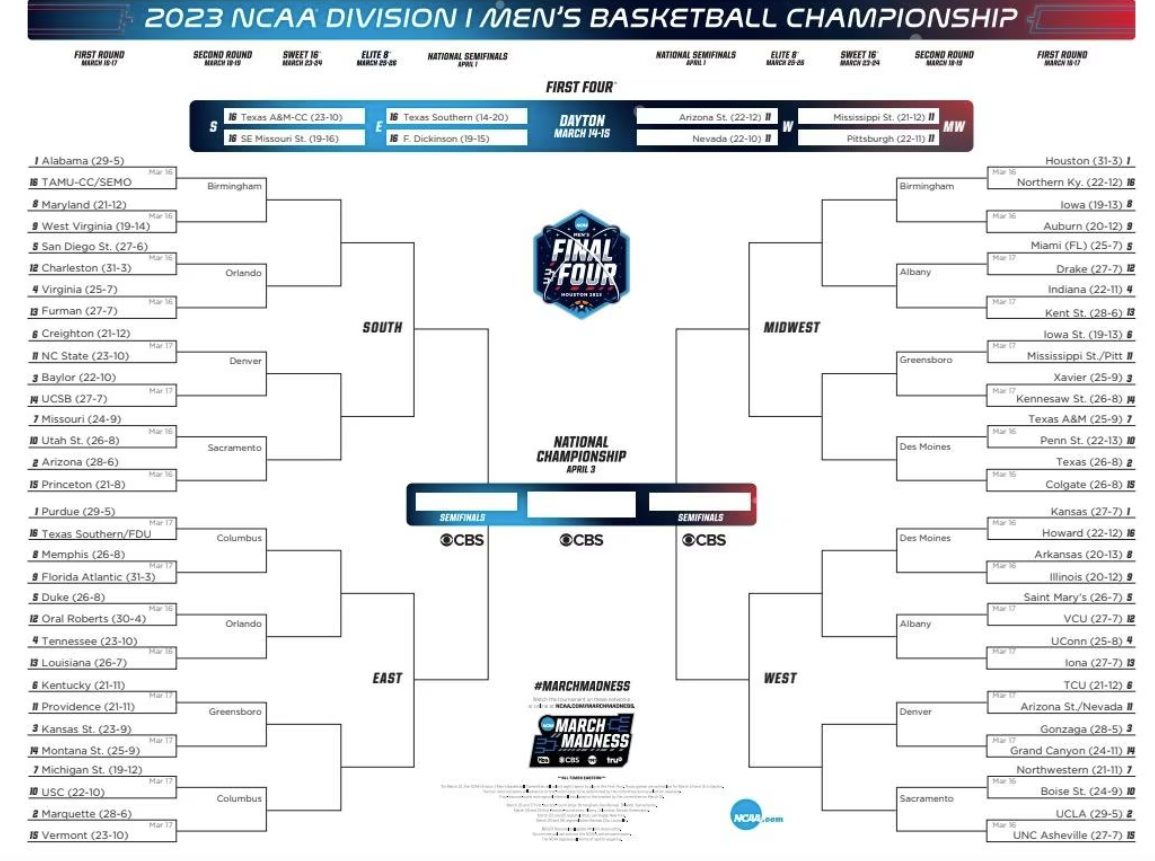 2023 NCAA DIVISION I MEN'S BASKETBALL CHAMPIONSHIP
FIRST ROUND
MARCH 16-17
SECOND ROUND
MARCH 18-19
SWEET 16
MARCH 23-24
ELITE 8
MARCH 25-26
NATIONAL SEMIFINALS
APRIL 1
NATIONAL SEMIFINALS
APRIL 1
ELITE 8
MARCH 25-26
SWEET 16
MARCH 23-24
SECOND ROUND
MARCH 18-19
FIRST ROUND
MARCH 16-17
FIRST FOUR
S
16 Texas A&M-CC (23-10)
16 SE Missouri St. (19-16)
E
16 Texas Southern (14-20)
16 F. Dickinson (19-15)
DAYTON
MARCH 14-15
Arizona St. (22-12) 11
Nevada (22-10) 11
W
Mississippi St. (21-12) 11
Pittsburgh (22-11) 11
MW
1 Alabama (29-5)
Mar 16
16 TAMU-CC/SEMO
Birmingham
8 Maryland (21-12)
Mar 16
9 West Virginia (19-14)
5 San Diego St. (27-6)
Mar 16
12 Charleston (31-3)
Orlando
4 Virginia (25-7)
Mar 16
13 Furman (27-7)
SOUTH
6 Creighton (21-12)
Mar 17
11 NC State (23-10)
Denver
3 Baylor (22-10)
Mar 17
14 UCSB (27-7)
7 Missouri (24-9)
Mar 16
10 Utah St. (26-8)
Sacramento
2 Arizona (28-6)
Mar 16
15 Princeton (21-8)
1 Purdue (29-5)
Mar 17
16 Texas Southern/FDU
Columbus
8 Memphis (26-8)
Mar 17
9 Florida Atlantic (31-3)
5 Duke (26-8)
Mar 16
12 Oral Roberts (30-4)
Orlando
4 Tennessee (23-10)
Mar 16
13 Louisiana (26-7)
EAST
6 Kentucky (21-11)
Mar 17
11 Providence (21-11)
Greensboro
3 Kansas St. (23-9)
Mar 17
14 Montana St. (25-9)
7 Michigan St. (19-12)
Mar 17
10 USC (22-10)
Columbus
2 Marquette (28-6)
Mar 17
15 Vermont (23-10)
NCAA
MEN'S
FINAL
FOUR
HOUSTON 2023
NATIONAL
CHAMPIONSHIP
APRIL 3
SEMIFINALS
SEMIFINALS
CBS
CBS
CBS
#MARCHMADNESS
NCAA
MARCH
MADNESS
tbs CBS TNT truTV
NCAA.com
Houston (31-3) 1
Mar 16
Northern Ky. (22-12) 16
Birmingham
Iowa (19-13) 8
Mar 16
Auburn (20-12) 9
Miami (FL) (25-7) 5
Mar 17
Drake (27-7) 12
Albany
Indiana (22-11) 4
Mar 17
Kent St. (28-6) 13
MIDWEST
Iowa St. (19-13) 6
Mar 17
Mississippi St./Pitt 11
Greensboro
Xavier (25-9) 3
Mar 17
Kennesaw St. (26-8) 14
Texas A&M (25-9) 7
Mar 16
Penn St. (22-13) 10
Des Moines
Texas (26-8) 2
Mar 16
Colgate (26-8) 15
Kansas (27-7) 1
Mar 16
Howard (22-12) 16
Des Moines
Arkansas (20-13) 8
Mar 16
Illinois (20-12) 9
Saint Mary's (26-7) 5
Mar 17
VCU (27-7) 12
Albany
UConn (25-8) 4
Mar 17
Iona (27-7) 13
WEST
TCU (21-12) 6
Mar 17
Arizona St./Nevada 11
Denver
Gonzaga (28-5) 3
Mar 17
Grand Canyon (24-11) 14
Northwestern (21-11) 7
Mar 16
Boise St. (24-9) 10
Sacramento
UCLA (29-5) 2
Mar 16
UNC Asheville (27-7) 15